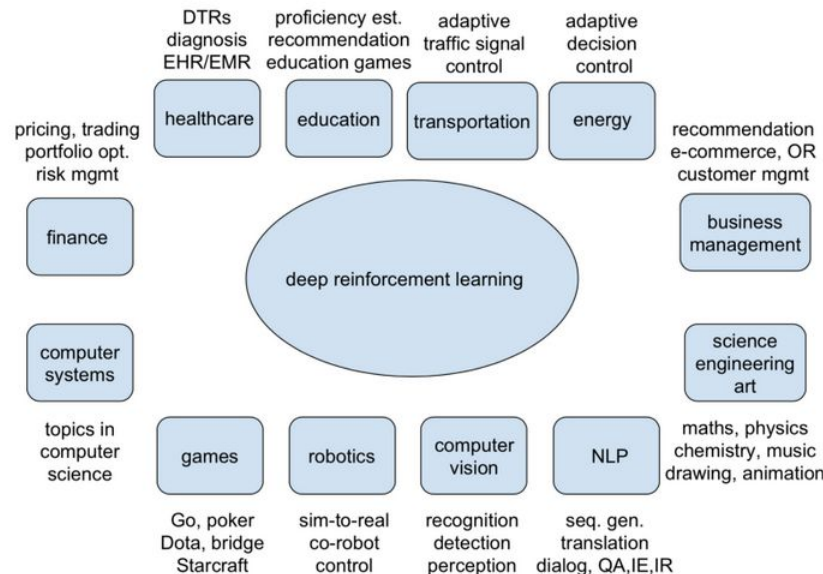 DTRs
diagnosis
EHR/EMR
healthcare
proficiency est.
recommendation
education games
education
adaptive
traffic signal
control
transportation
adaptive
decision
control
energy
pricing, trading
portfolio opt.
risk mgmt
finance
recommendation
e-commerce, OR
customer mgmt
business
management
deep reinforcement learning
computer
systems
topics in
computer
science
science
engineering
art
maths, physics
chemistry, music
drawing, animation
games
Go, poker
Dota, bridge
Starcraft
robotics
sim-to-real
co-robot
control
computer
vision
recognition
detection
perception
NLP
seq. gen.
translation
dialog, QA,IE,IR